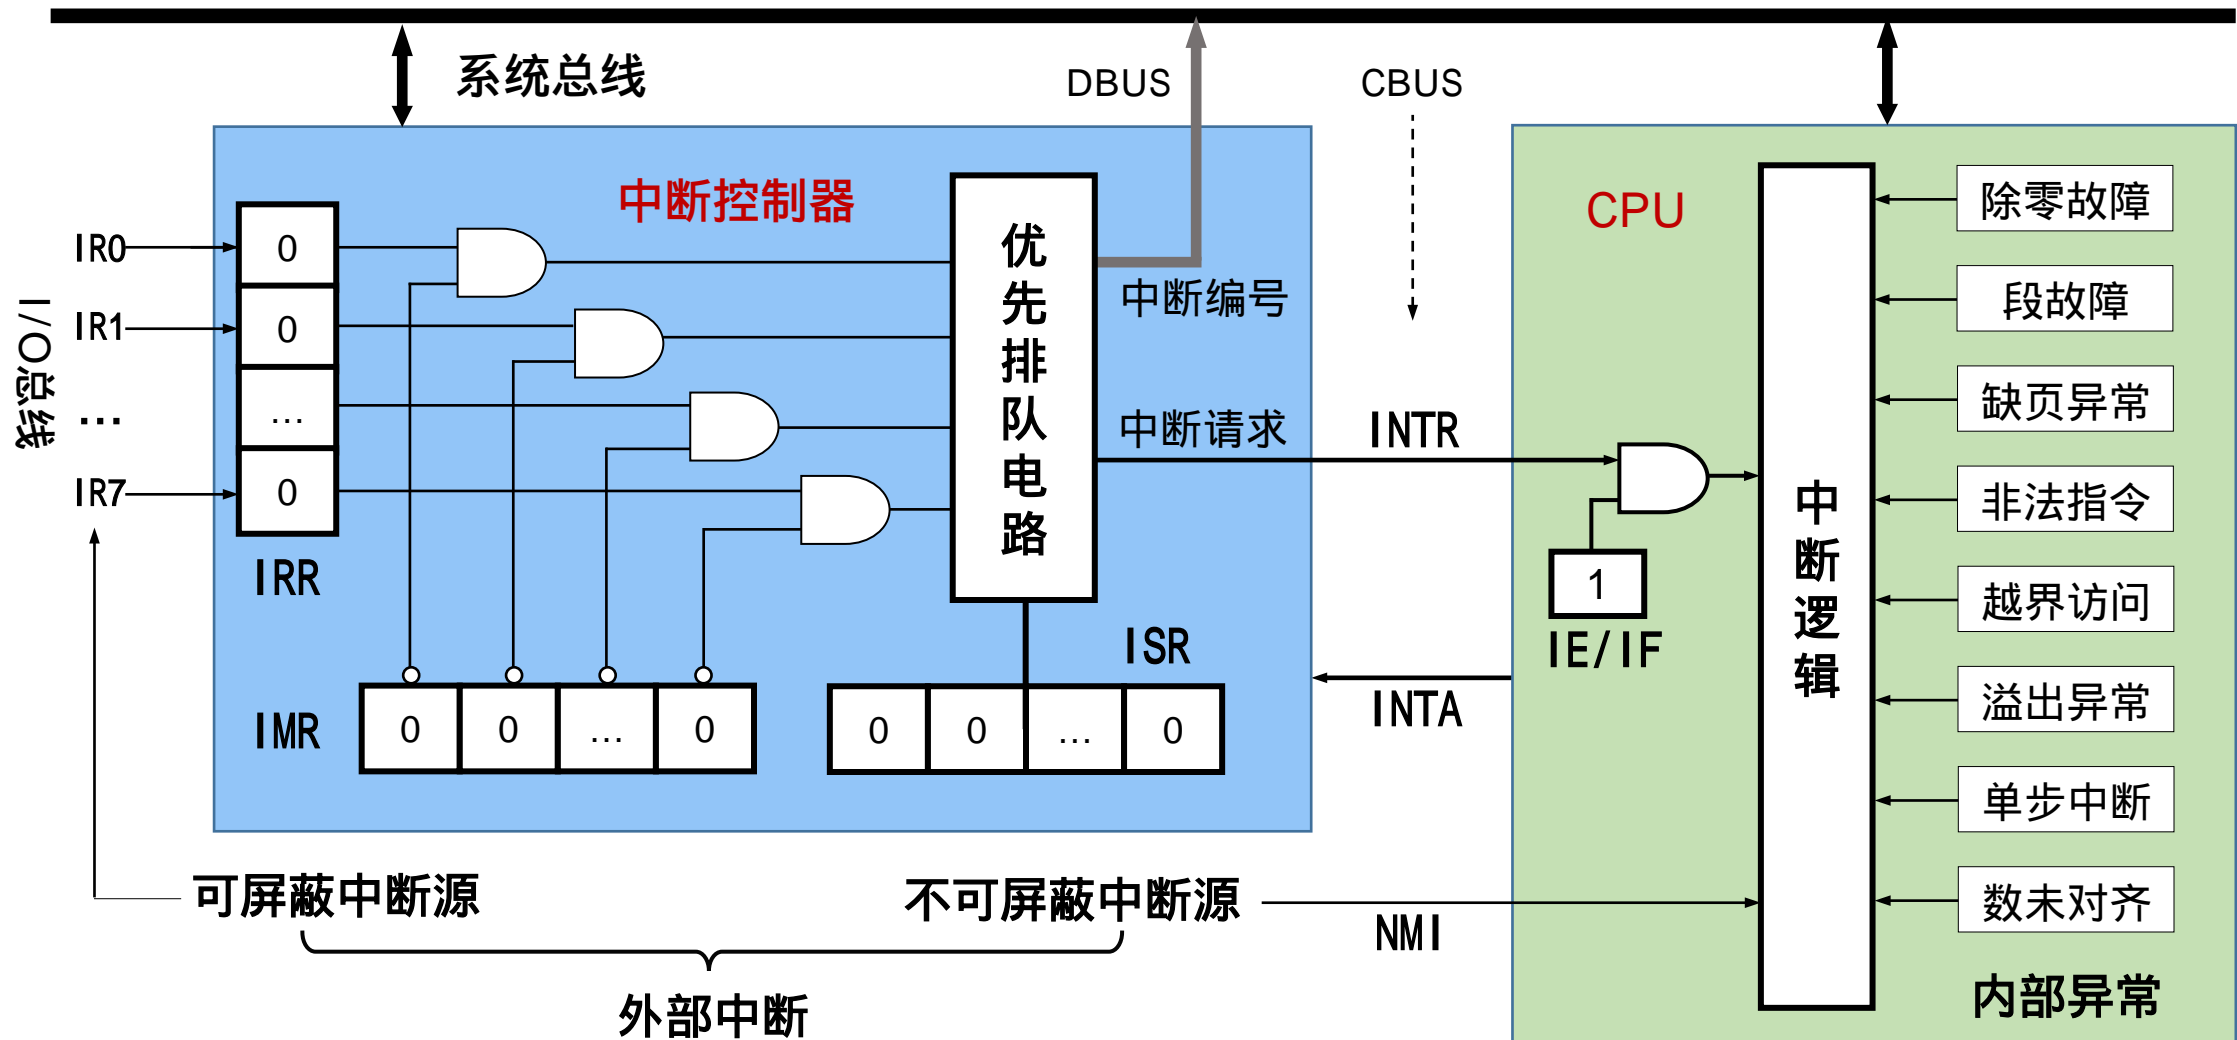 系统总线
DBUS
CBUS
中断控制器
CPU
I/O总线
IR0
IR1
...
IR7
0
0
...
0
IRR
优先排队电路
中断编号
中断请求
INTR
1
IE/IF
INTA
ISR
IMR
0 0 ... 0
0 0 ... 0
中断逻辑
除零故障
段故障
缺页异常
非法指令
越界访问
溢出异常
单步中断
数未对齐
内部异常
可屏蔽中断源
不可屏蔽中断源
NMI
外部中断